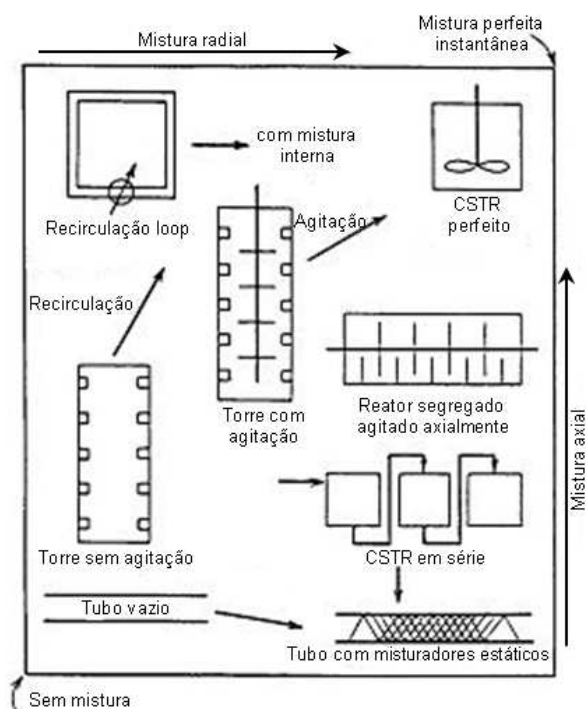 Mistura radial
Mistura perfeita
instantânea
com mistura
interna
Recirculação loop
CSTR
perfeito
Agitação
Recirculação
Torre com
agitação
Reator segregado
agitado axialmente
Mistura axial
Torre sem agitação
CSTR em série
Tubo vazio
Tubo com misturadores estáticos
Sem mistura